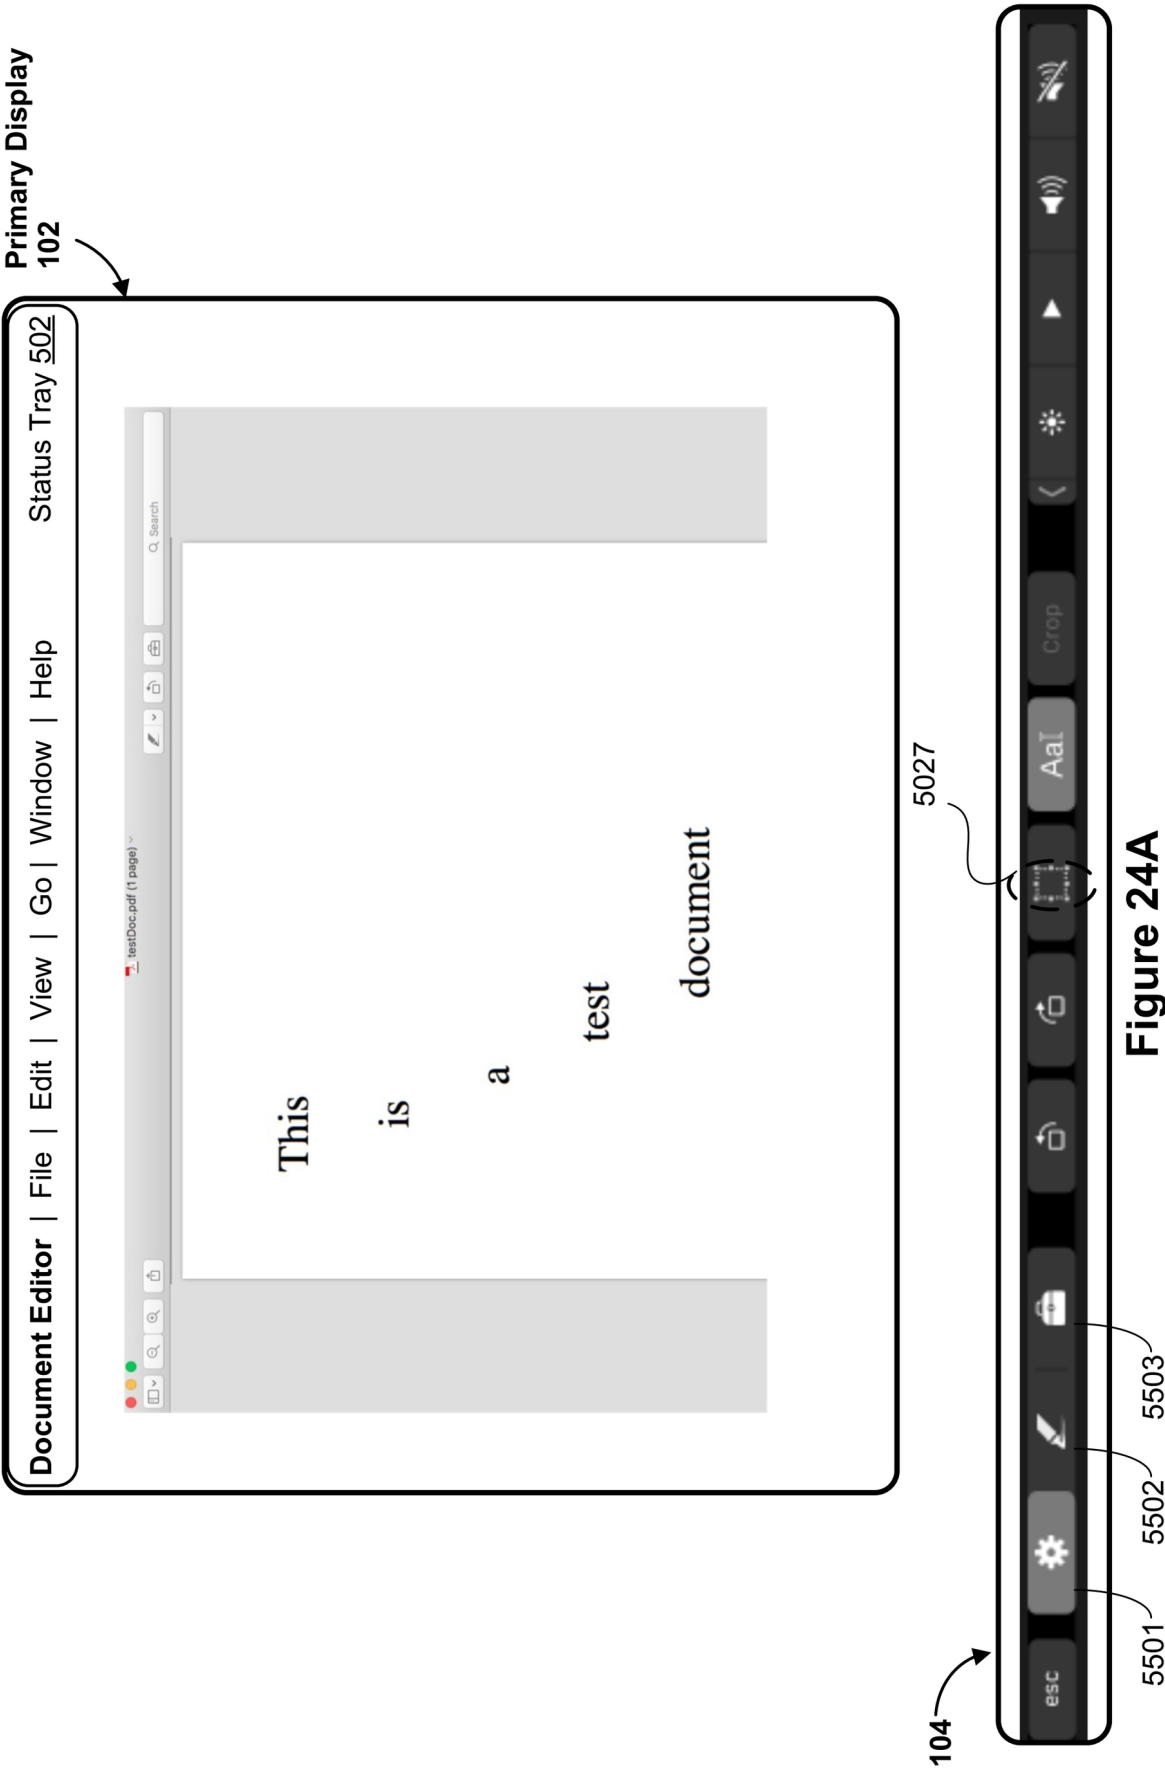 Primary Display
102
Document Editor | File | Edit | View | Go | Window | Help
Status Tray 502
testDoc.pdf (1 page)
Search
This
is
a
test
document
5027
104
esc
AaI
Crop
5501
5502
5503
Figure 24A